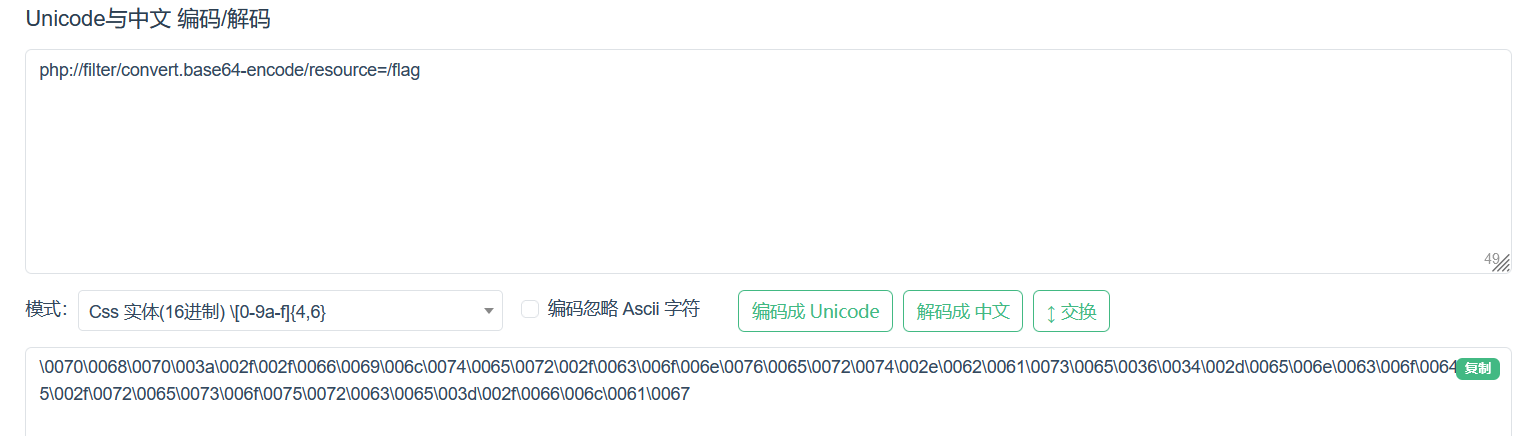 Unicode与中文 编码/解码
php://filter/convert.base64-encode/resource=/flag
49
模式：
Css 实体(16进制) \[0-9a-f]{4,6}
编码忽略 Ascii 字符
编码成 Unicode
解码成 中文
↕ 交换
\0070\0068\0070\003a\002f\002f\0066\0069\006c\0074\0065\0072\002f\0063\006f\006e\0076\0065\0072\0074\002e\0062\0061\0073\0065\0036\0034\002d\0065\006e\0063\006f\0064
复制
5\002f\0072\0065\0073\006f\0075\0072\0063\0065\003d\002f\0066\006c\0061\0067